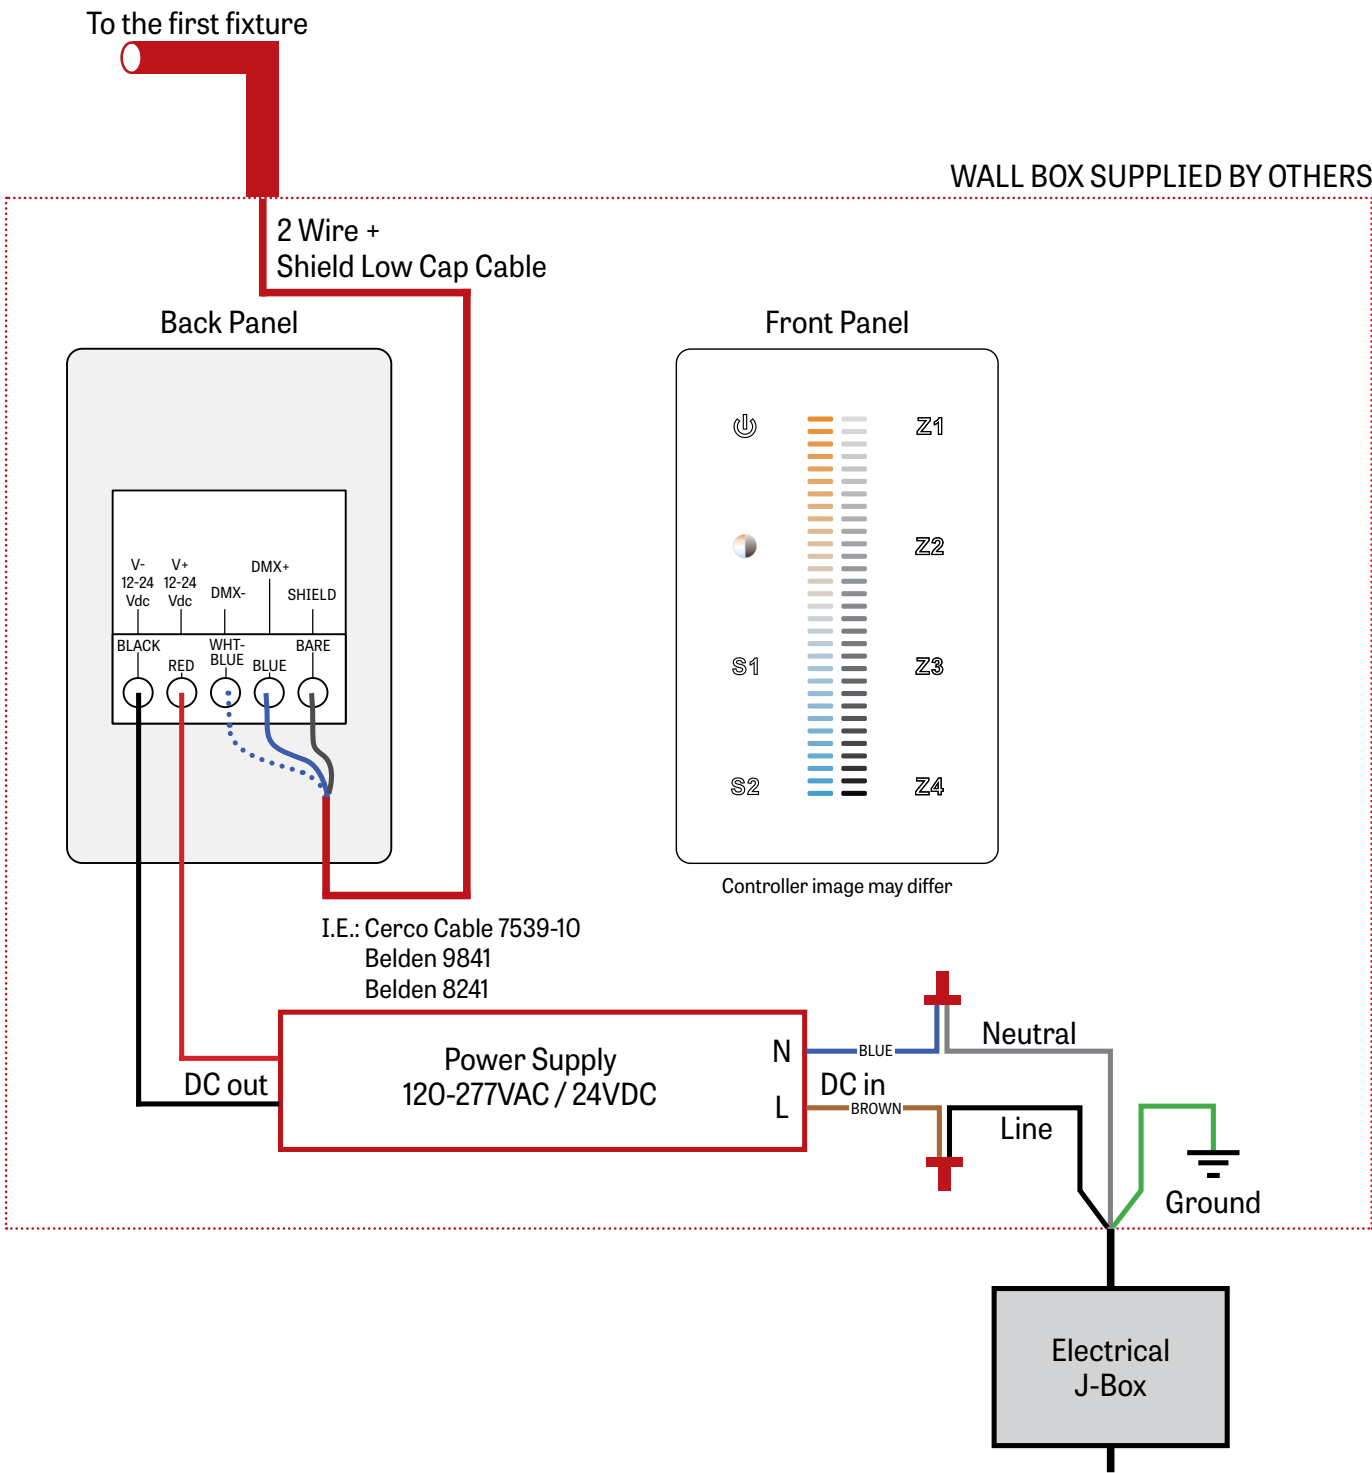 To the first fixture
WALL BOX SUPPLIED BY OTHERS
2 Wire +
Shield Low Cap Cable
Back Panel
Front Panel
V-
12-24
Vdc
V+
12-24
Vdc
DMX-
DMX+
SHIELD
BLACK
RED
WHT-
BLUE
BLUE
BARE
Z1
Z2
S1
Z3
S2
Z4
Controller image may differ
I.E.: Cerco Cable 7539-10
Belden 9841
Belden 8241
Power Supply
120-277VAC / 24VDC
DC out
N
L
BLUE
DC in
BROWN
Neutral
Line
Ground
Electrical
J-Box